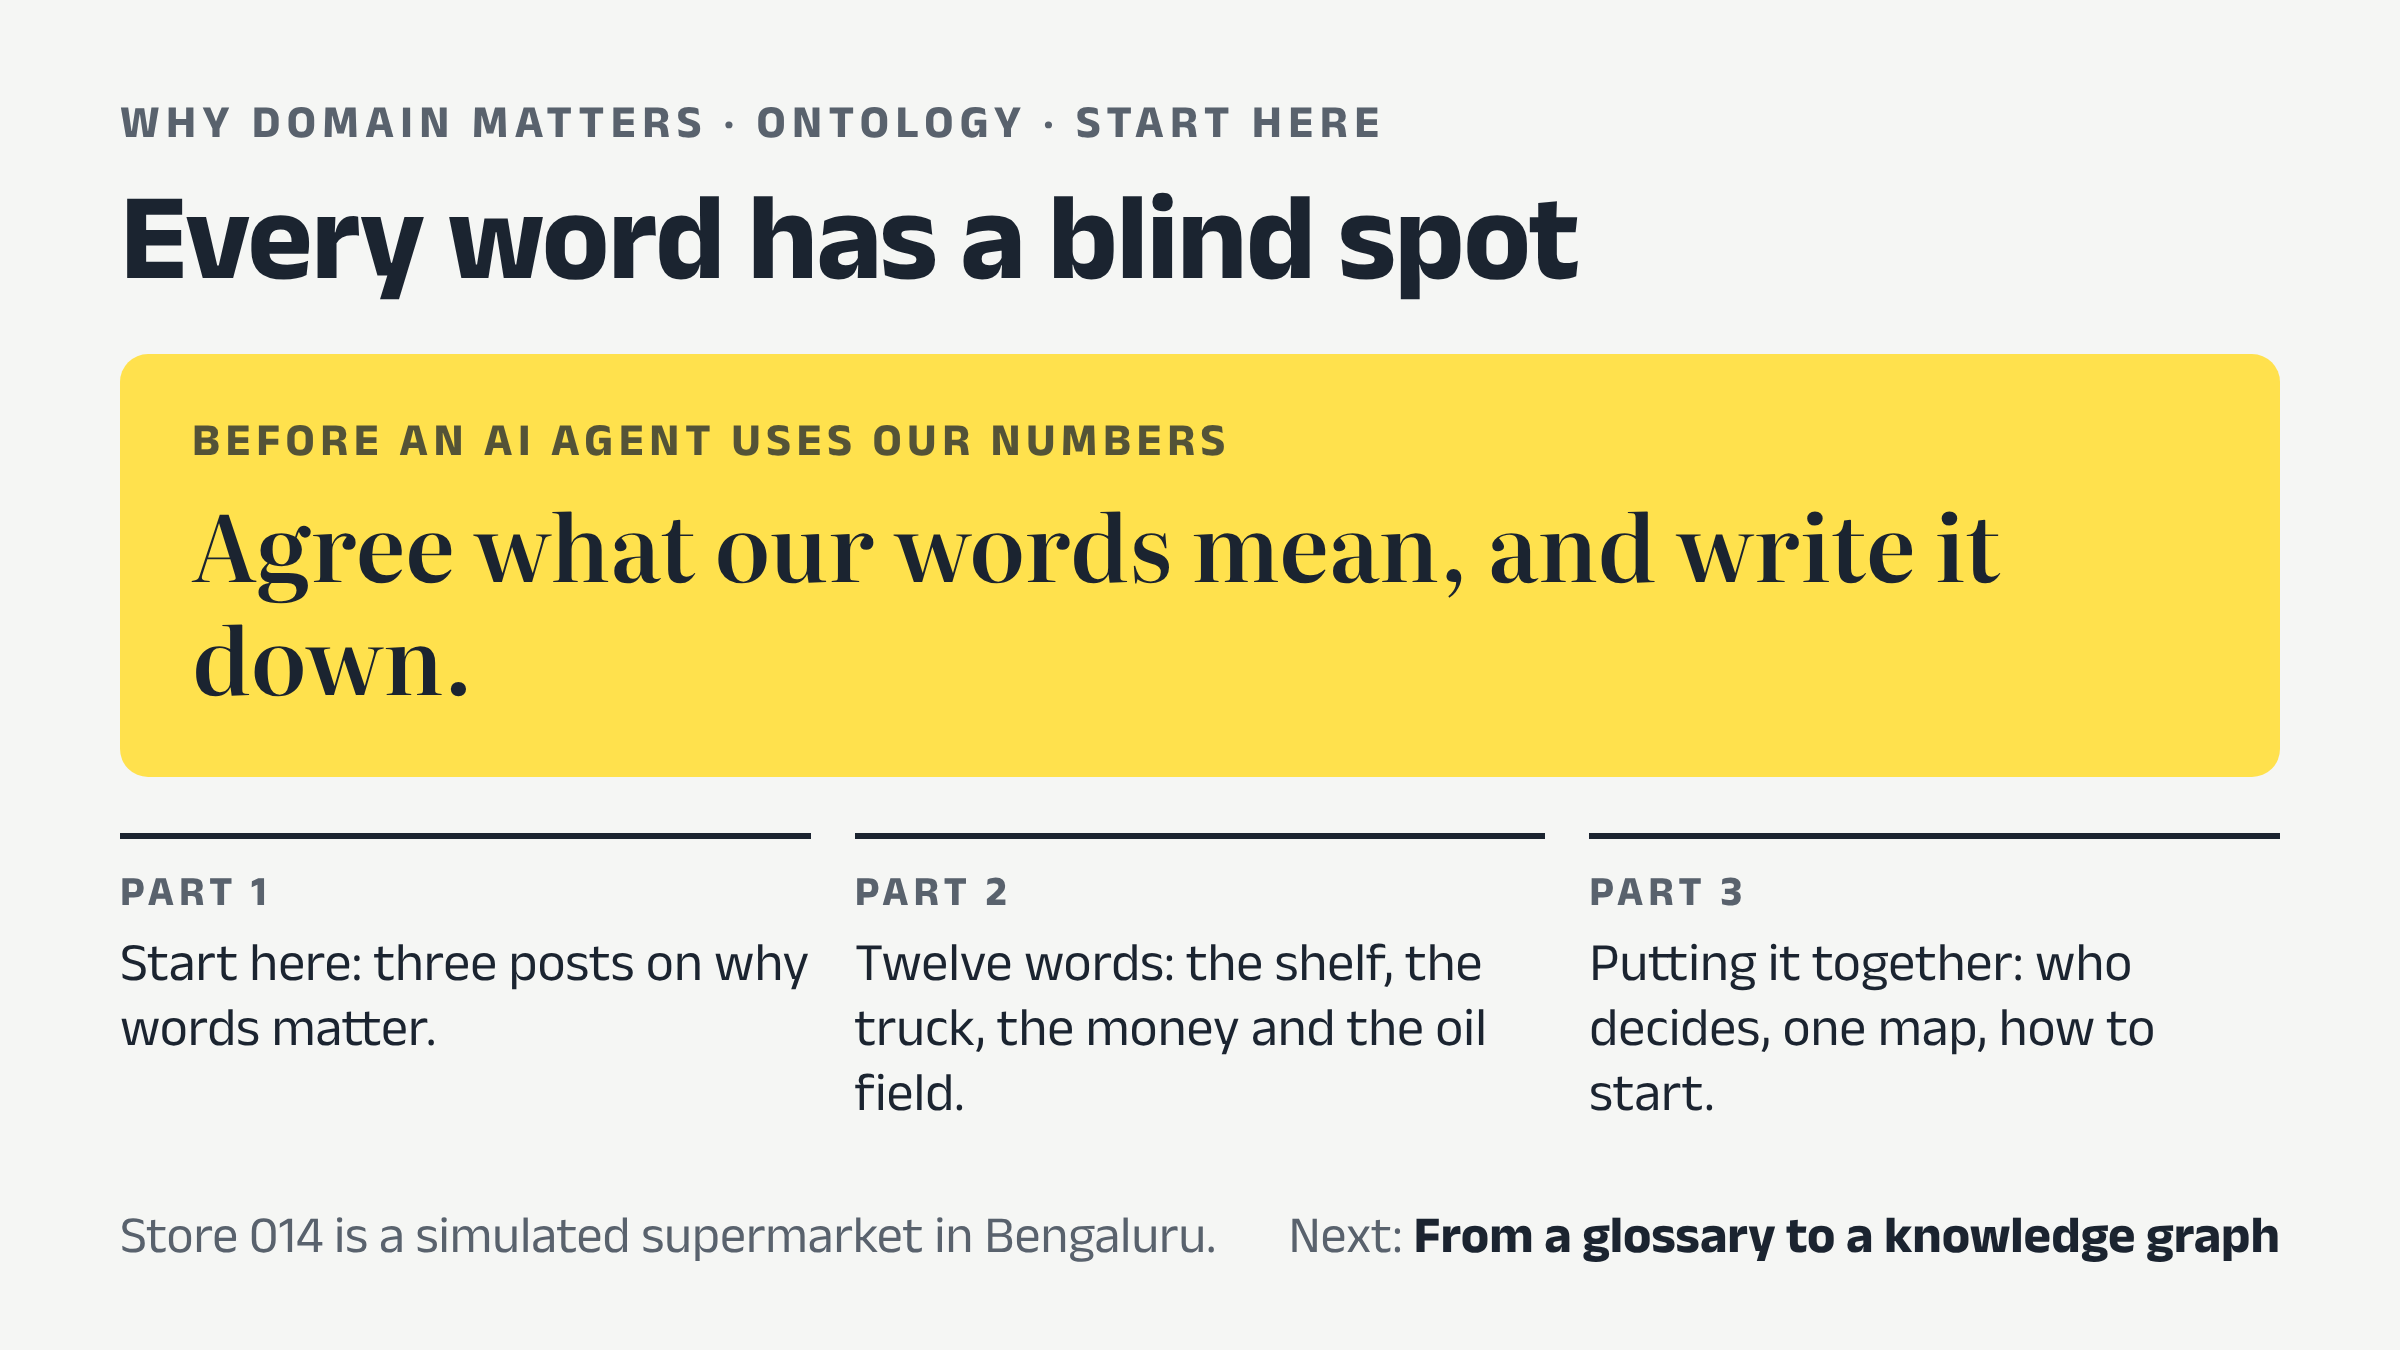 WHY DOMAIN MATTERS · ONTOLOGY · START HERE
Every word has a blind spot
BEFORE AN AI AGENT USES OUR NUMBERS
Agree what our words mean, and write it
down.
PART 1
Start here: three posts on why
words matter.
PART 2
Twelve words: the shelf, the
truck, the money and the oil
field.
PART 3
Putting it together: who
decides, one map, how to
start.
Store 014 is a simulated supermarket in Bengaluru.
Next: From a glossary to a knowledge graph